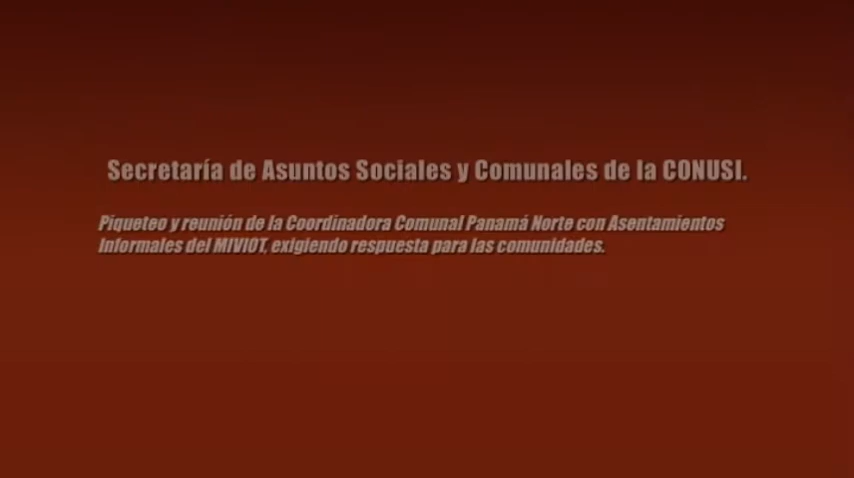 Secretaría de Asuntos Sociales y Comunales de la CONUSI.
Piqueteo y reunión de la Coordinadora Comunal Panamá Norte con Asentamientos
Informales del MIVIOT, exigiendo respuesta para las comunidades.